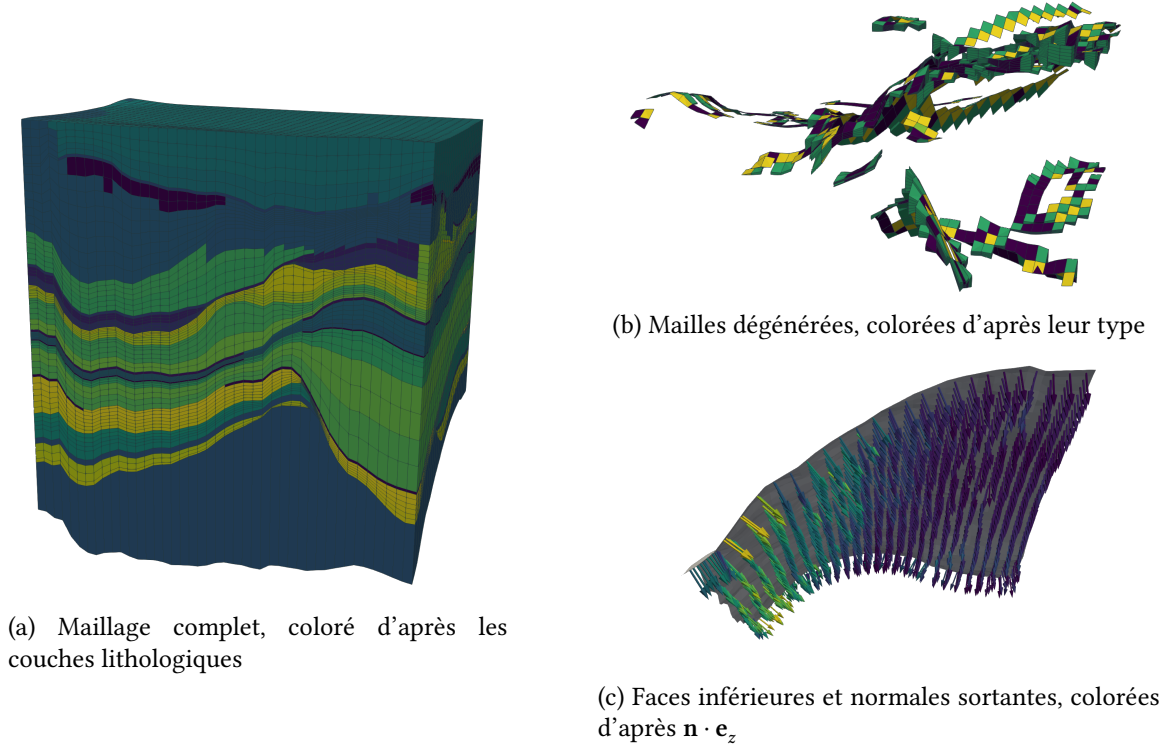 (a) Maillage complet, coloré d'après les
couches lithologiques
(b) Mailles dégénérées, colorées d'après leur type
(c) Faces inférieures et normales sortantes, colorées
d'après n · e_z